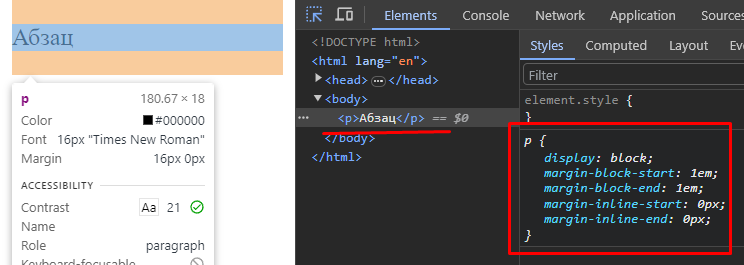 Абзац
p 180.67 × 18
Color #000000
Font 16px "Times New Roman"
Margin 16px 0px
ACCESSIBILITY
Contrast Aa 21
Name
Role paragraph
Keyboard-focusable
Elements Console Sources Network Performance Memory Application
<!DOCTYPE html>
<html lang="en">
<head> ⋯ </head>
<body>
⋯ <p>Абзац</p> == $0
</body>
</html>
Styles Computed Layout Event
Filter
element.style {
}
p {
display: block;
margin-block-start: 1em;
margin-block-end: 1em;
margin-inline-start: 0px;
margin-inline-end: 0px;
}